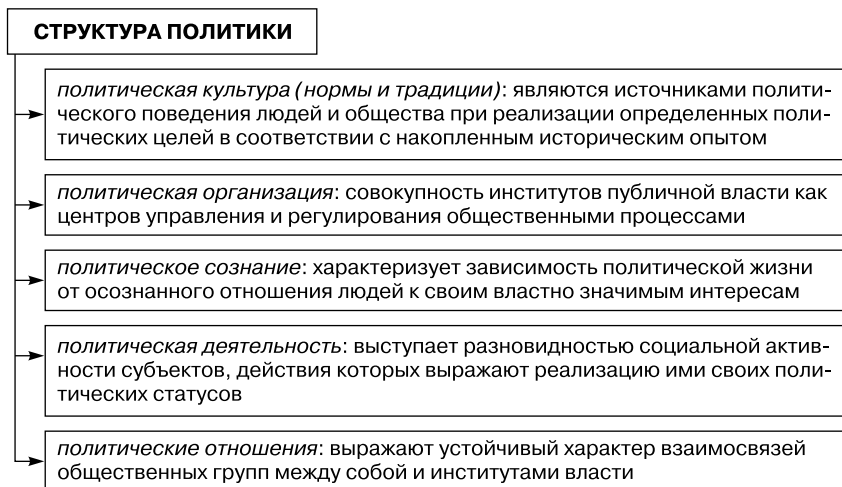 СТРУКТУРА ПОЛИТИКИ
политическая культура (нормы и традиции): являются источниками полити-
ческого поведения людей и общества при реализации определенных поли-
тических целей в соответствии с накопленным историческим опытом
политическая организация: совокупность институтов публичной власти как
центров управления и регулирования общественными процессами
политическое сознание: характеризует зависимость политической жизни
от осознанного отношения людей к своим властно значимым интересам
политическая деятельность: выступает разновидностью социальной актив-
ности субъектов, действия которых выражают реализацию ими своих поли-
тических статусов
политические отношения: выражают устойчивый характер взаимосвязей
общественных групп между собой и институтами власти